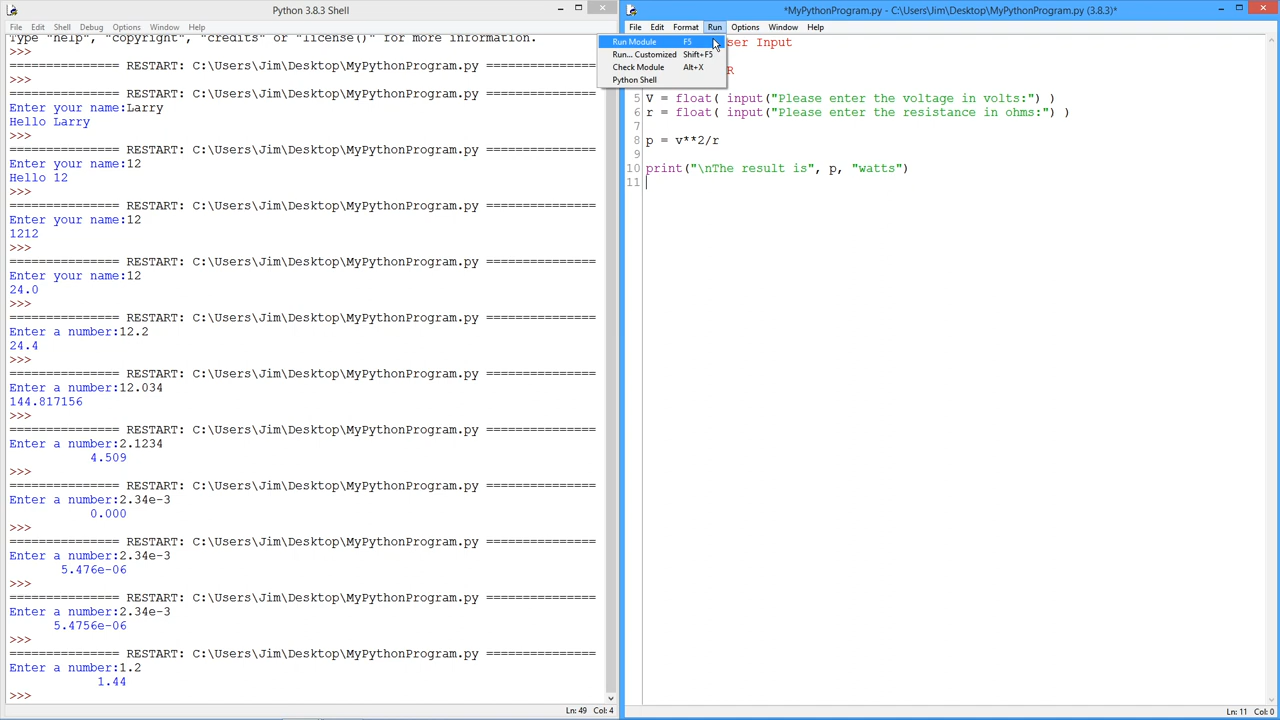 Python 3.8.3 Shell
File Edit Shell Debug Options Window Help
Type "help", "copyright", "credits" or "license()" for more information.
>>>
=============== RESTART: C:\Users\Jim\Desktop\MyPythonProgram.py ===============
>>>
=============== RESTART: C:\Users\Jim\Desktop\MyPythonProgram.py ===============
Enter your name:Larry
Hello Larry
>>>
=============== RESTART: C:\Users\Jim\Desktop\MyPythonProgram.py ===============
Enter your name:12
Hello 12
>>>
=============== RESTART: C:\Users\Jim\Desktop\MyPythonProgram.py ===============
Enter your name:12
1212
>>>
=============== RESTART: C:\Users\Jim\Desktop\MyPythonProgram.py ===============
Enter your name:12
24.0
>>>
=============== RESTART: C:\Users\Jim\Desktop\MyPythonProgram.py ===============
Enter a number:12.2
24.4
>>>
=============== RESTART: C:\Users\Jim\Desktop\MyPythonProgram.py ===============
Enter a number:12.034
144.817156
>>>
=============== RESTART: C:\Users\Jim\Desktop\MyPythonProgram.py ===============
Enter a number:2.1234
4.509
>>>
=============== RESTART: C:\Users\Jim\Desktop\MyPythonProgram.py ===============
Enter a number:2.34e-3
0.000
>>>
=============== RESTART: C:\Users\Jim\Desktop\MyPythonProgram.py ===============
Enter a number:2.34e-3
5.476e-06
>>>
=============== RESTART: C:\Users\Jim\Desktop\MyPythonProgram.py ===============
Enter a number:2.34e-3
5.4756e-06
>>>
=============== RESTART: C:\Users\Jim\Desktop\MyPythonProgram.py ===============
Enter a number:1.2
1.44
>>>
Ln: 49 Col: 4
*MyPythonProgram.py - C:\Users\Jim\Desktop\MyPythonProgram.py (3.8.3)*
File Edit Format Run Options Window Help
Run Module F5
Run... Customized Shift+F5
Check Module Alt+X
Python Shell
ser Input
R
5 V = float( input("Please enter the voltage in volts:") )
6 r = float( input("Please enter the resistance in ohms:") )
7
8 p = v**2/r
9
10 print("\nThe result is", p, "watts")
11
Ln: 11 Col: 0